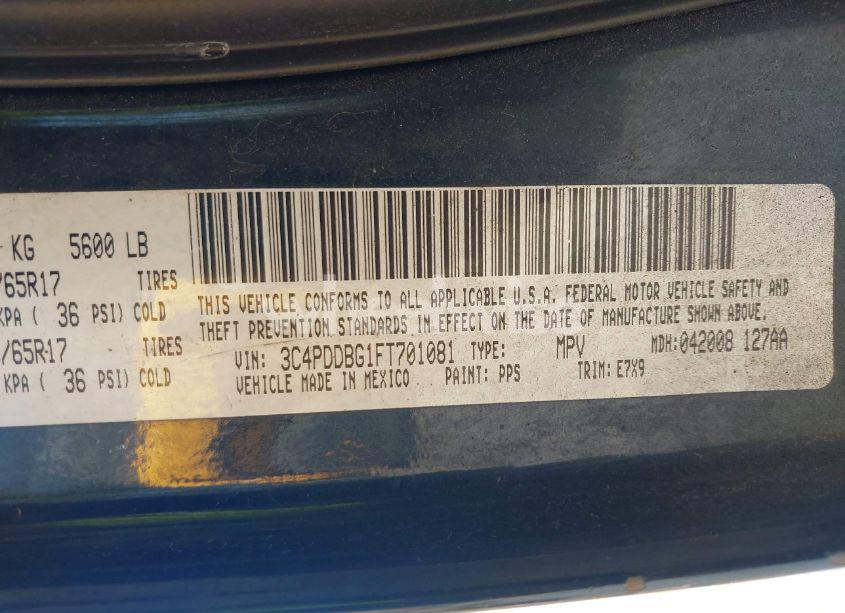 KG 5600 LB
/65R17 TIRES
KPA ( 36 PSI) COLD
/65R17 - TIRES
KPA ( 36 PSI) COLD
THIS VEHICLE CONFORMS TO ALL APPLICABLE U.S.A. FEDERAL MOTOR VEHICLE SAFETY AND
THEFT PREVENTION STANDARDS IN EFFECT ON THE DATE OF MANUFACTURE SHOWN ABOVE.
VIN: 3C4PDDBG1FT701081 TYPE: MPV MDH: 042008 127AA
VEHICLE MADE IN MEXICO PAINT: PPS TRIM: E7X9